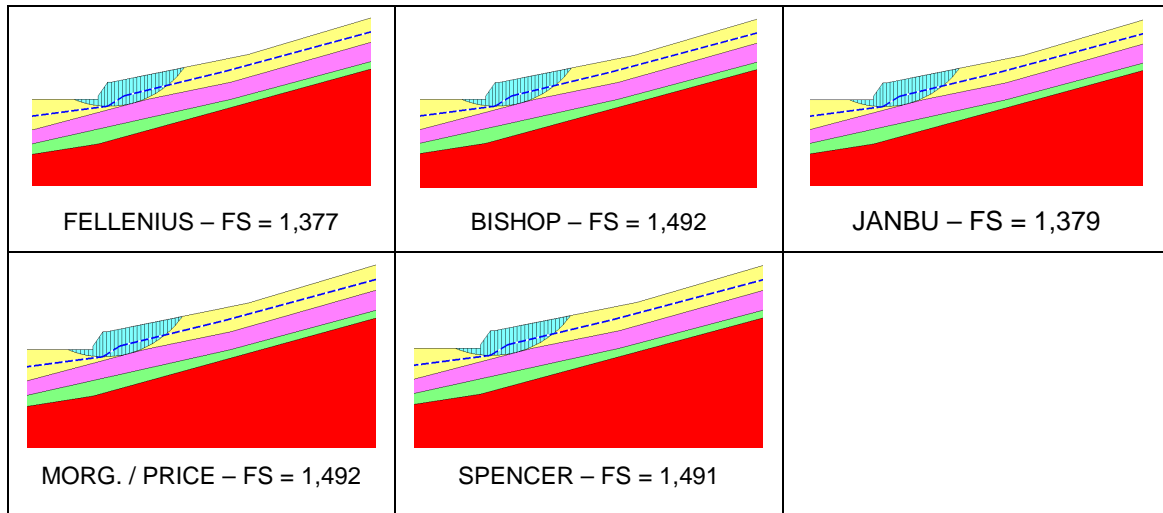 FELLENIUS – FS = 1,377
BISHOP – FS = 1,492
JANBU – FS = 1,379
MORG. / PRICE – FS = 1,492
SPENCER – FS = 1,491